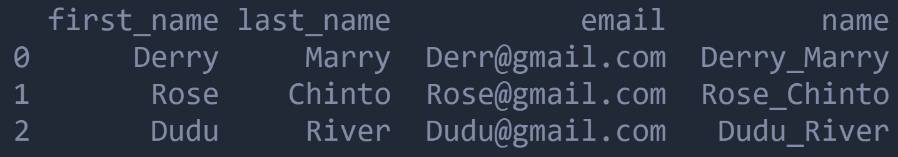 first_name last_name email name
0 Derry Marry Derr@gmail.com Derry_Marry
1 Rose Chinto Rose@gmail.com Rose_Chinto
2 Dudu River Dudu@gmail.com Dudu_River